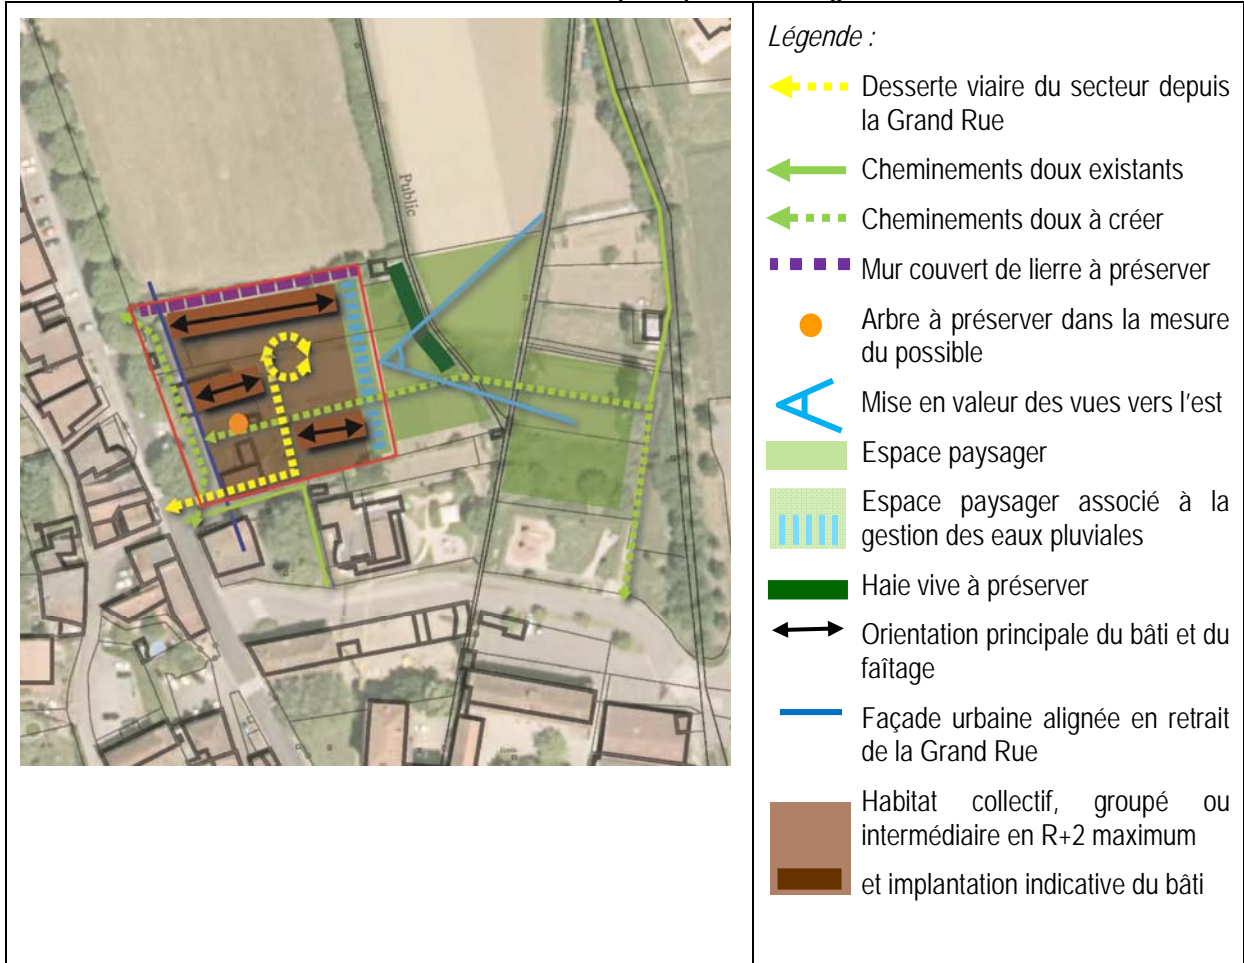 Légende :
Desserte viaire du secteur depuis
la Grand Rue
Cheminements doux existants
Cheminements doux à créer
Mur couvert de lierre à préserver
Arbre à préserver dans la mesure
du possible
Mise en valeur des vues vers l'est
Espace paysager
Espace paysager associé à la
gestion des eaux pluviales
Haie vive à préserver
Orientation principale du bâti et du
faîtage
Façade urbaine alignée en retrait
de la Grand Rue
Habitat collectif, groupé ou
intermédiaire en R+2 maximum
et implantation indicative du bâti
Public